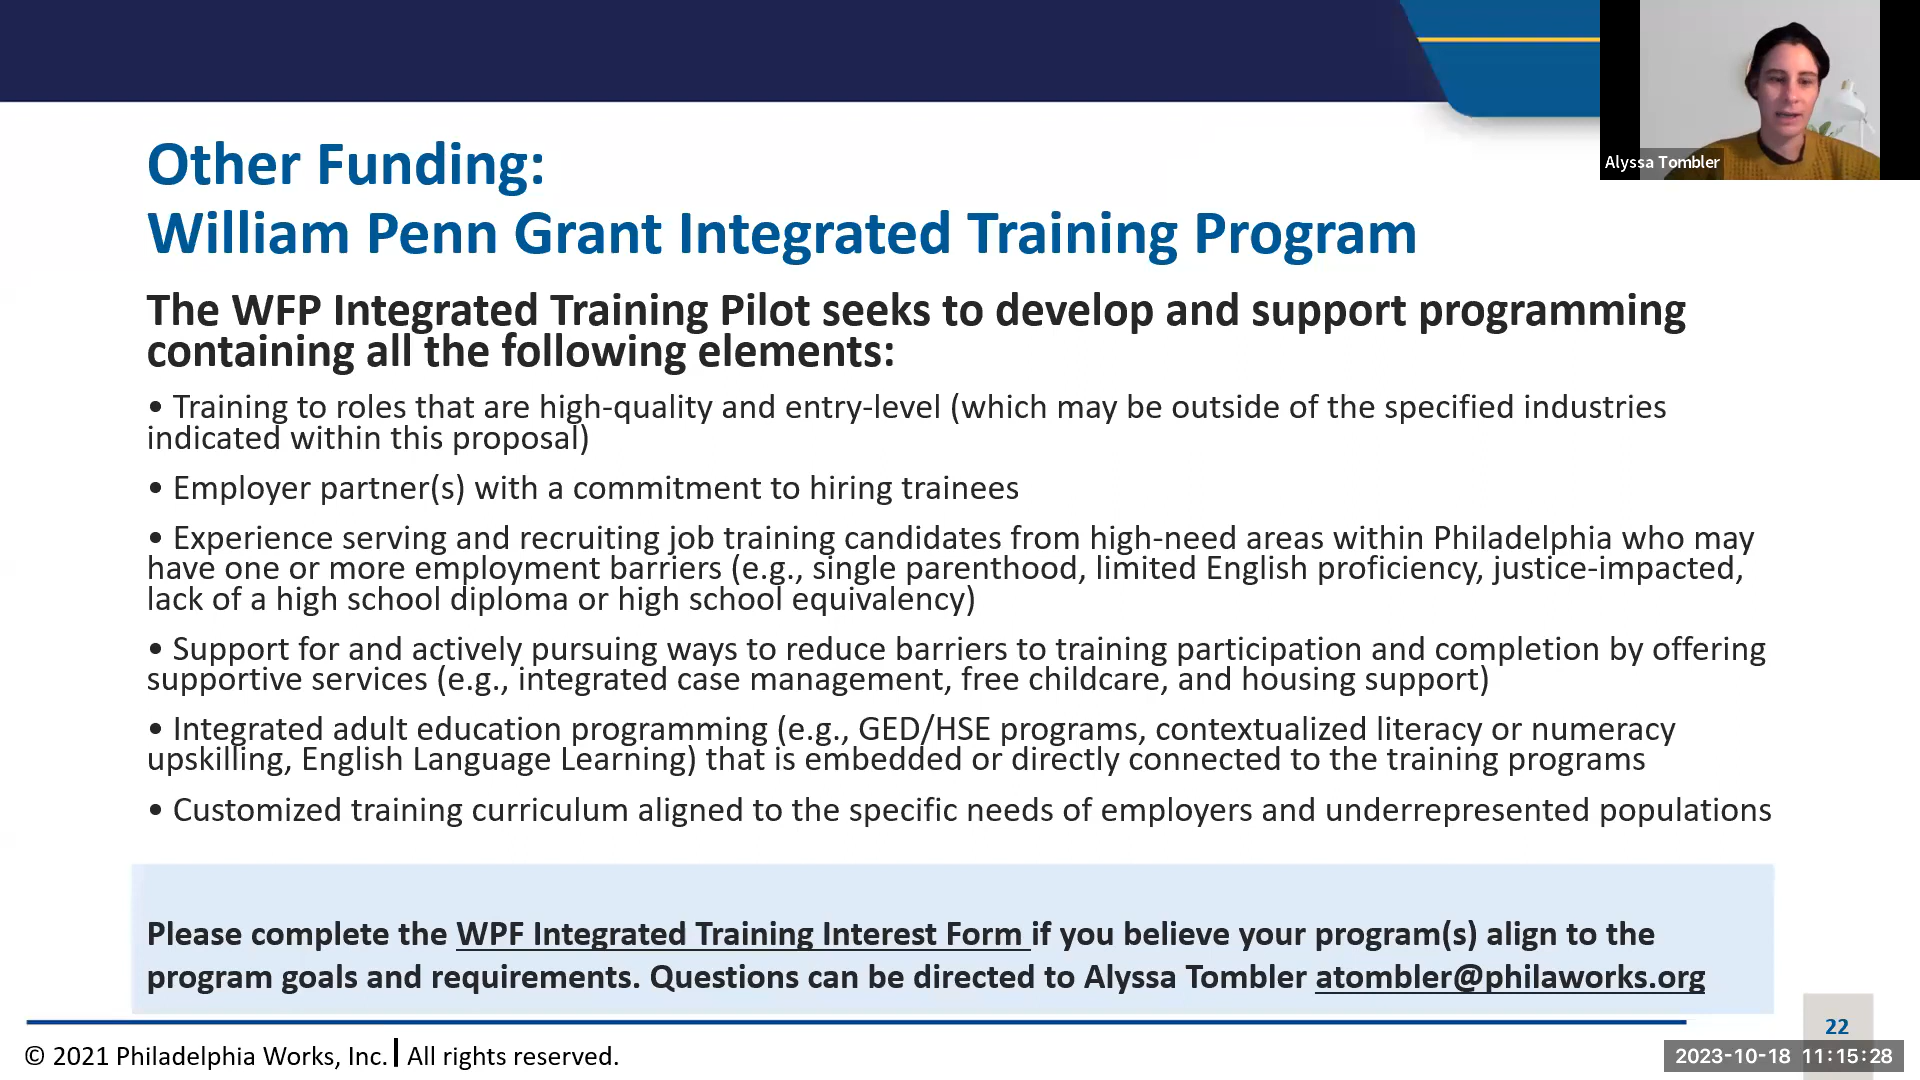 Alyssa Tombler
Other Funding:
William Penn Grant Integrated Training Program
The WFP Integrated Training Pilot seeks to develop and support programming
containing all the following elements:
• Training to roles that are high-quality and entry-level (which may be outside of the specified industries
indicated within this proposal)
• Employer partner(s) with a commitment to hiring trainees
• Experience serving and recruiting job training candidates from high-need areas within Philadelphia who may
have one or more employment barriers (e.g., single parenthood, limited English proficiency, justice-impacted,
lack of a high school diploma or high school equivalency)
• Support for and actively pursuing ways to reduce barriers to training participation and completion by offering
supportive services (e.g., integrated case management, free childcare, and housing support)
• Integrated adult education programming (e.g., GED/HSE programs, contextualized literacy or numeracy
upskilling, English Language Learning) that is embedded or directly connected to the training programs
• Customized training curriculum aligned to the specific needs of employers and underrepresented populations
Please complete the WPF Integrated Training Interest Form if you believe your program(s) align to the
program goals and requirements. Questions can be directed to Alyssa Tombler atombler@philaworks.org
22
© 2021 Philadelphia Works, Inc. | All rights reserved.
2023-10-18 11:15:28